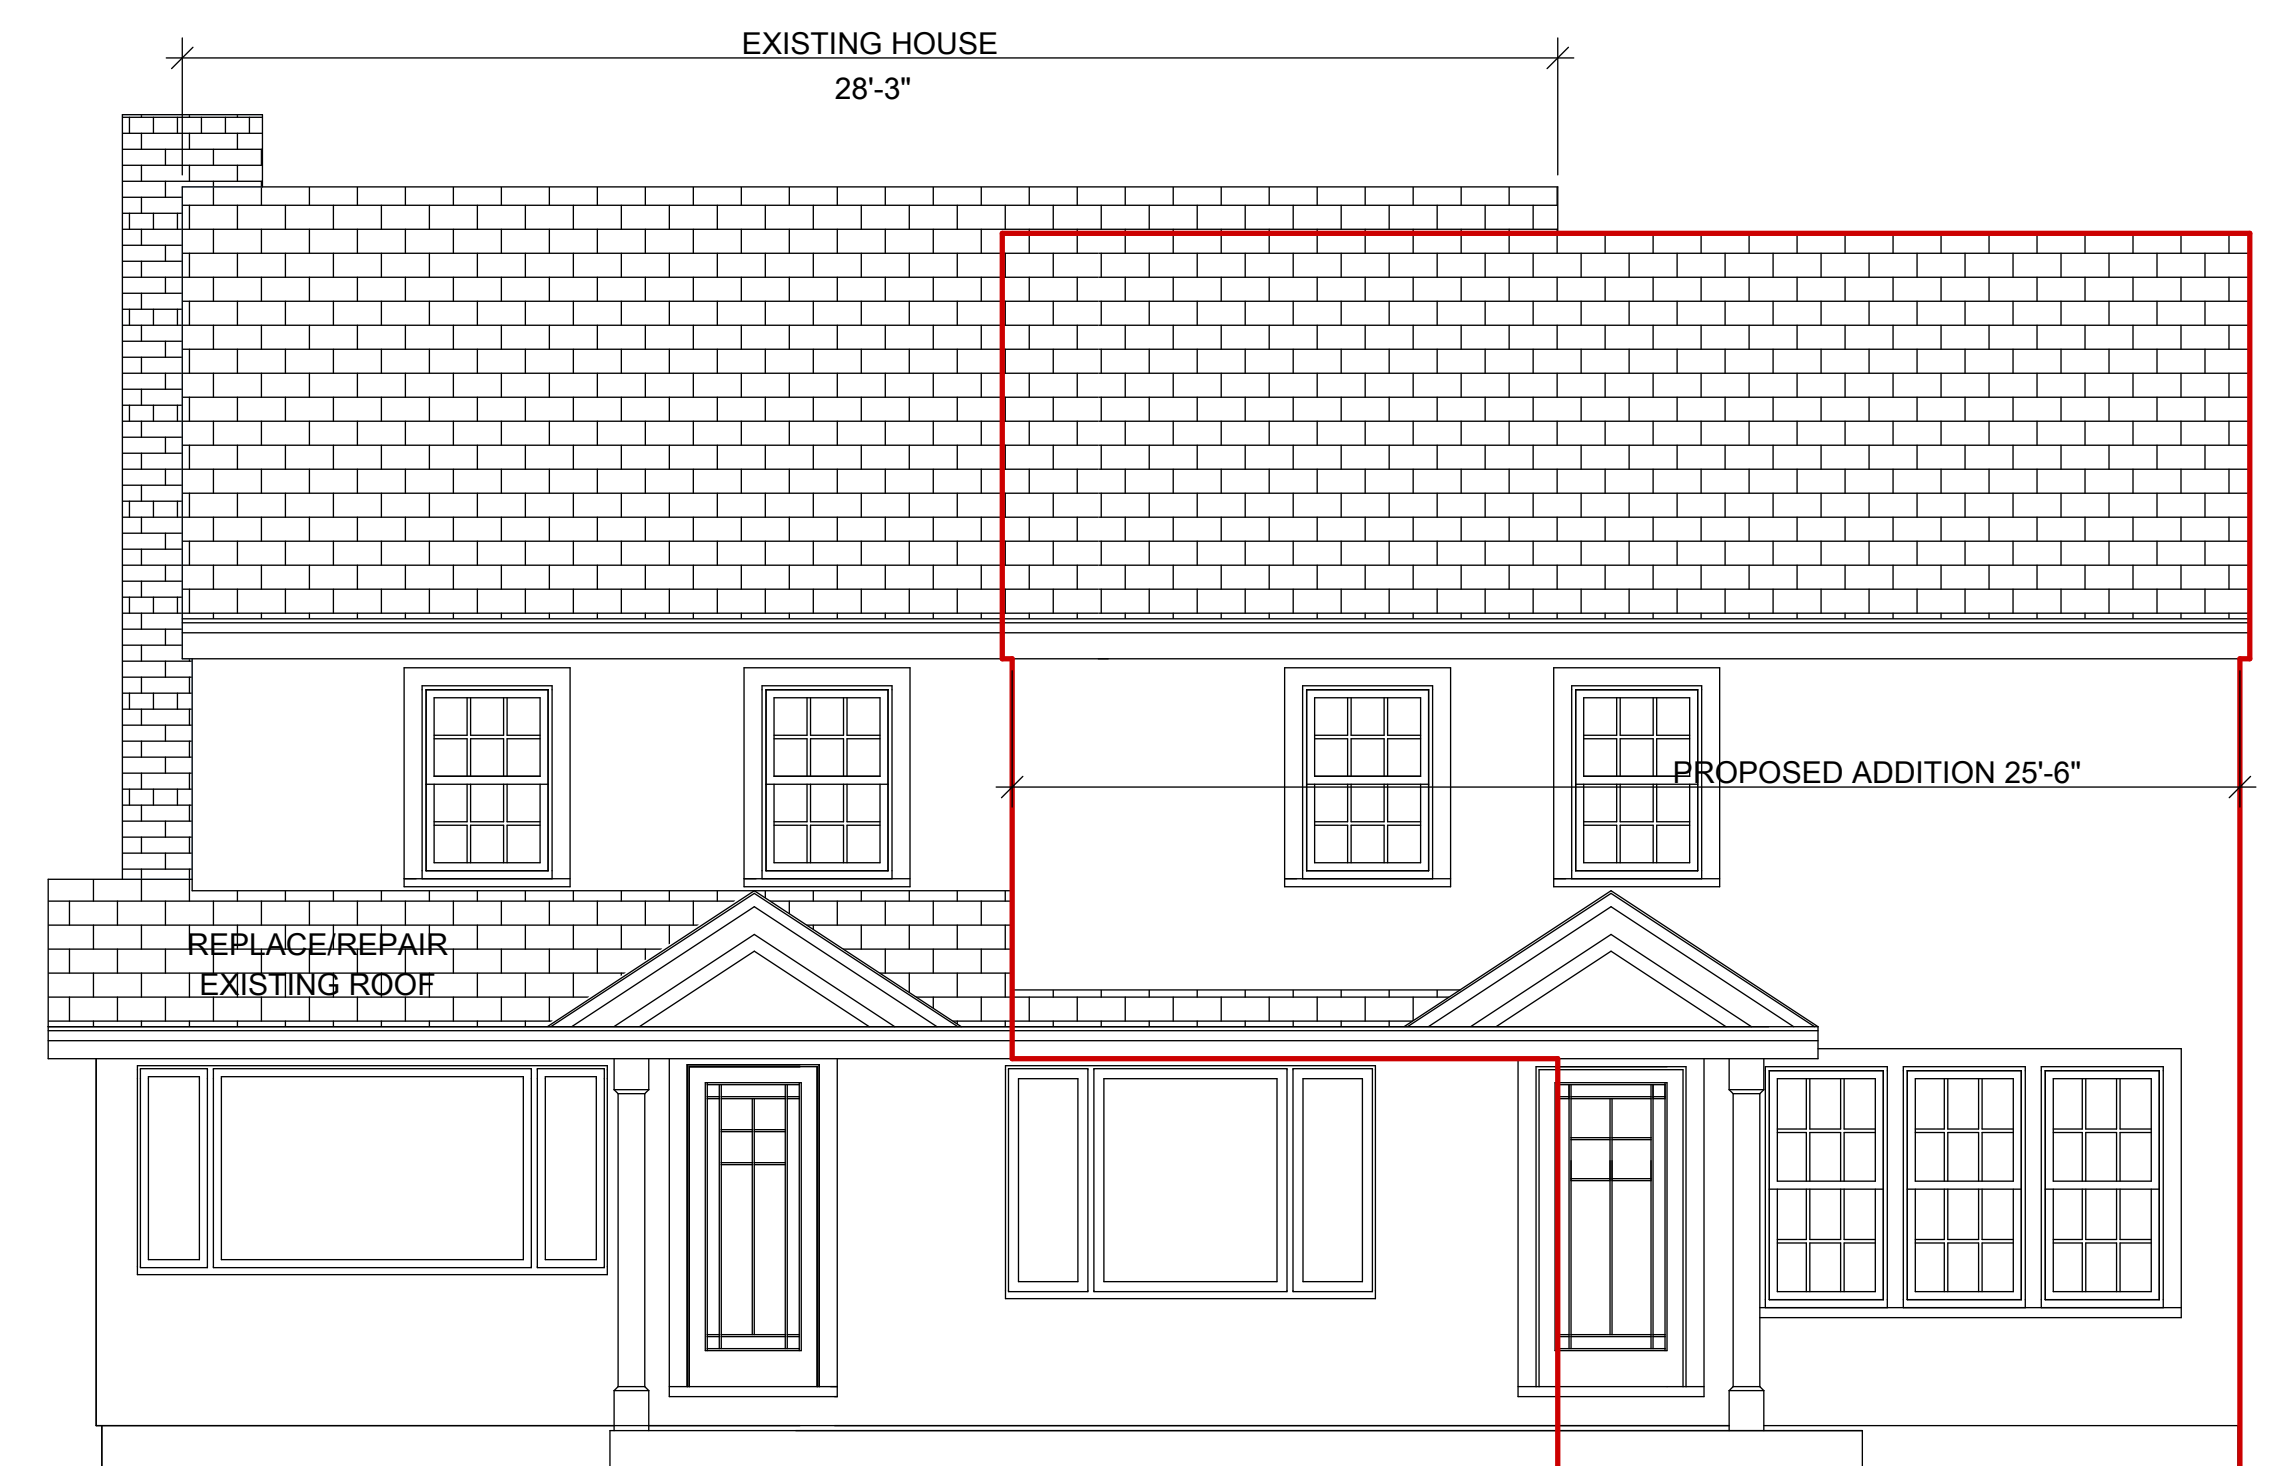 EXISTING HOUSE
28'-3"
PROPOSED ADDITION 25'-6"
REPLACE/REPAIR
EXISTING ROOF